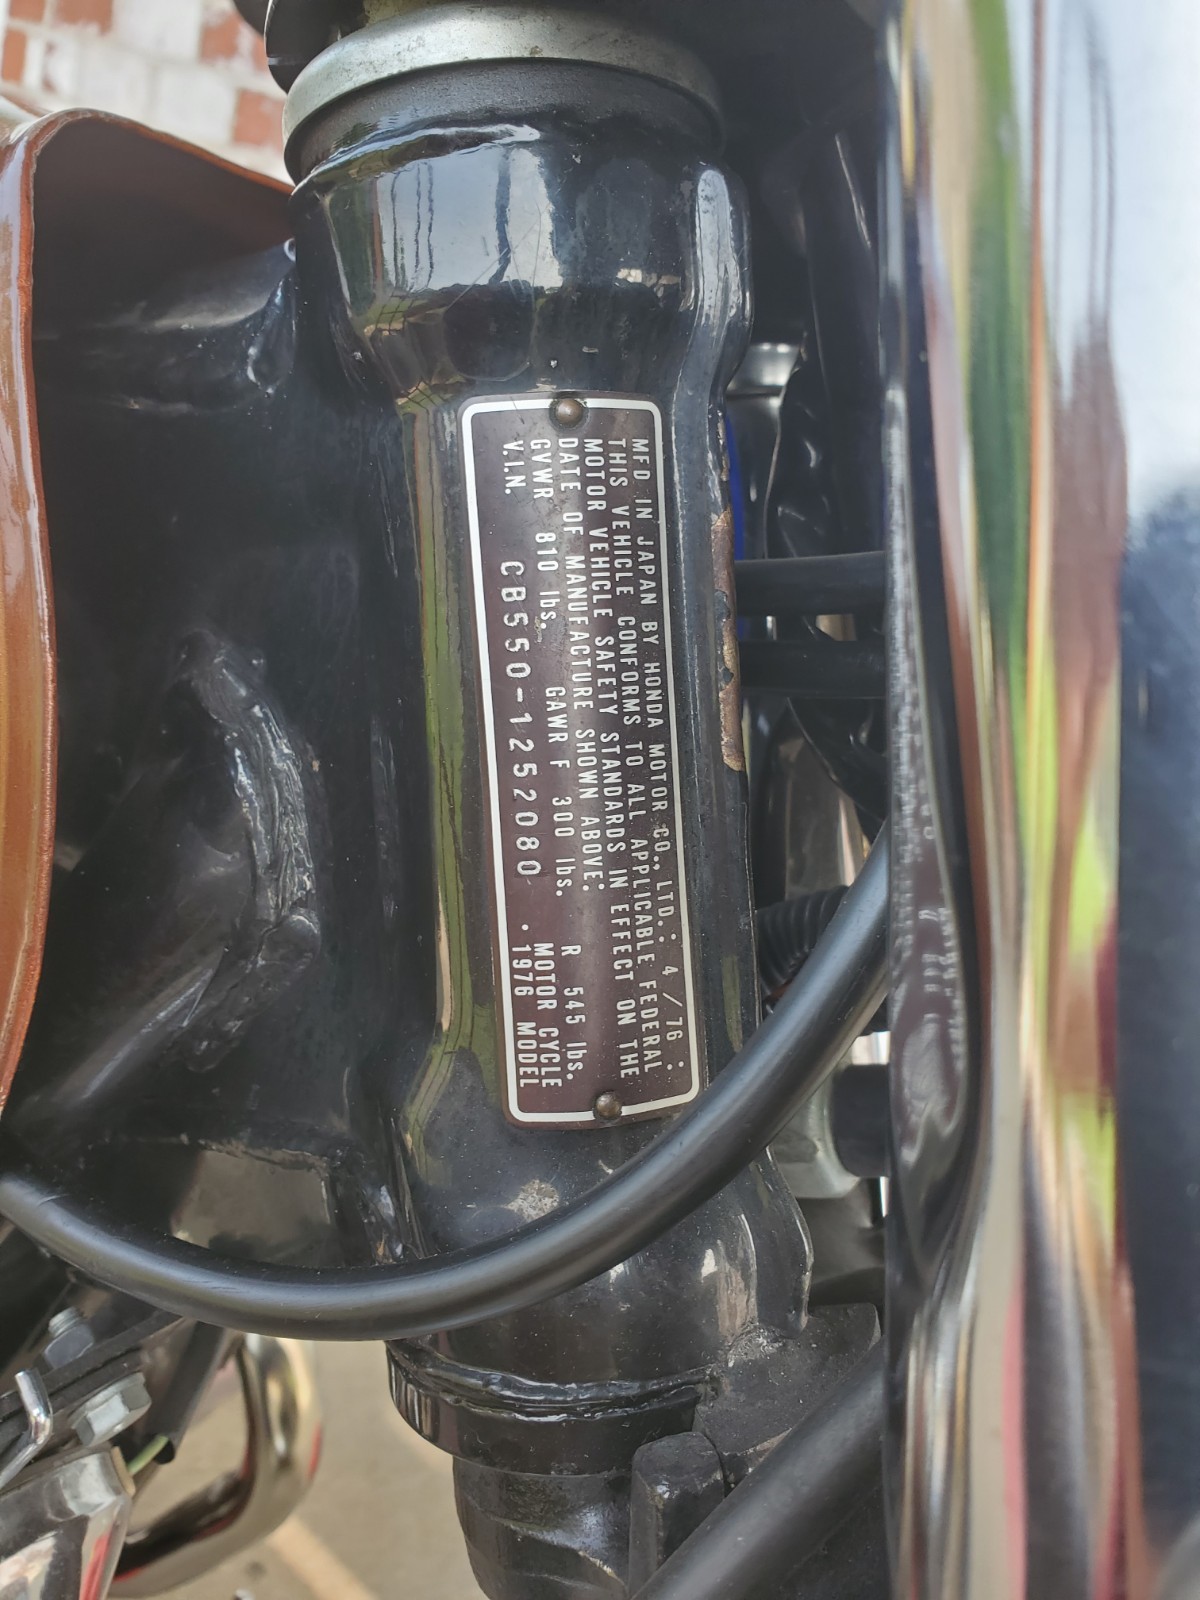 MFD IN JAPAN BY HONDA MOTOR CO., LTD.: 4 / 76 :
THIS VEHICLE CONFORMS TO ALL APPLICABLE FEDERAL
MOTOR VEHICLE SAFETY STANDARDS IN EFFECT ON THE
DATE OF MANUFACTURE SHOWN ABOVE.
GVWR 810 lbs. GAWR F 300 lbs. R 545 lbs.
V.I.N. CB550-1252080 MOTOR CYCLE
· 1976 MODEL